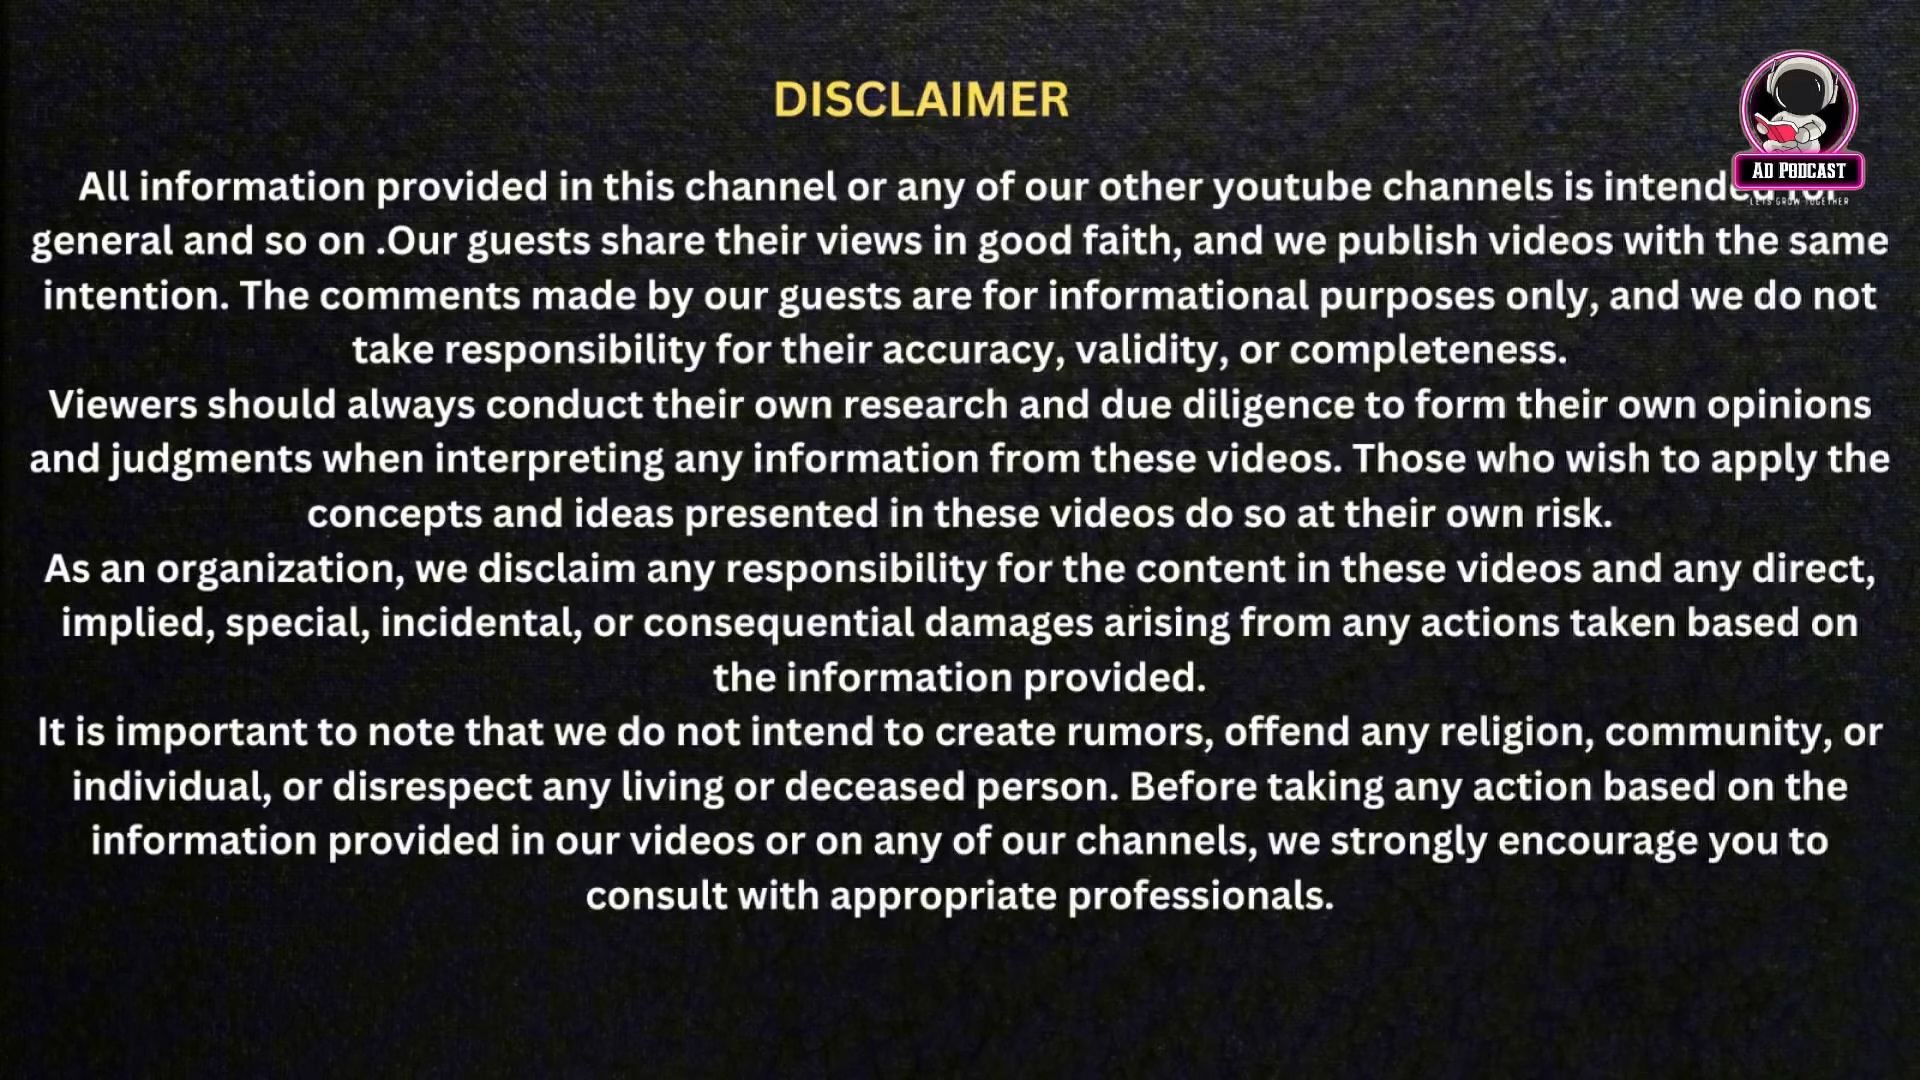 DISCLAIMER
All information provided in this channel or any of our other youtube channels is intended for
general and so on .Our guests share their views in good faith, and we publish videos with the same
intention. The comments made by our guests are for informational purposes only, and we do not
take responsibility for their accuracy, validity, or completeness.
Viewers should always conduct their own research and due diligence to form their own opinions
and judgments when interpreting any information from these videos. Those who wish to apply the
concepts and ideas presented in these videos do so at their own risk.
As an organization, we disclaim any responsibility for the content in these videos and any direct,
implied, special, incidental, or consequential damages arising from any actions taken based on
the information provided.
It is important to note that we do not intend to create rumors, offend any religion, community, or
individual, or disrespect any living or deceased person. Before taking any action based on the
information provided in our videos or on any of our channels, we strongly encourage you to
consult with appropriate professionals.
AD PODCAST
LETS GROW TOGETHER